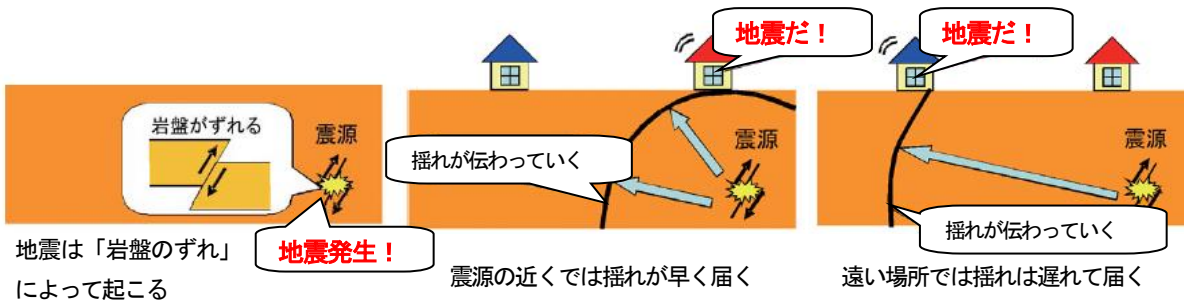 岩盤がずれる
震源
地震発生！
地震は「岩盤のずれ」
によって起こる
地震だ！
震源
揺れが伝わっていく
震源の近くでは揺れが早く届く
地震だ！
震源
揺れが伝わっていく
遠い場所では揺れは遅れて届く